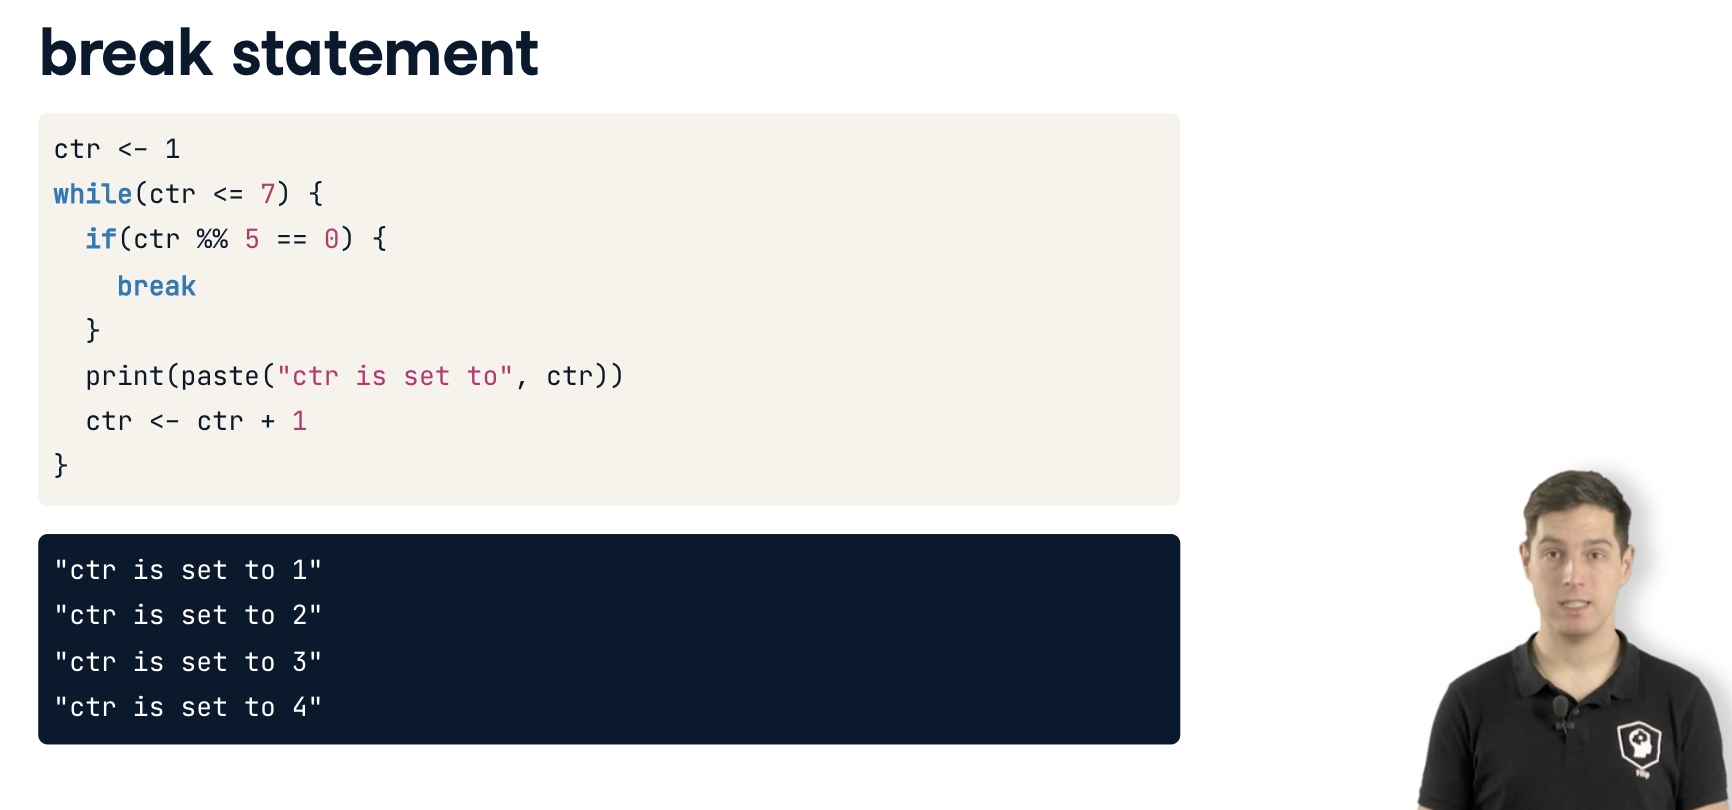 break statement
ctr <- 1
while(ctr <= 7) {
  if(ctr %% 5 == 0) {
    break
  }
  print(paste("ctr is set to", ctr))
  ctr <- ctr + 1
}
"ctr is set to 1"
"ctr is set to 2"
"ctr is set to 3"
"ctr is set to 4"
Filip